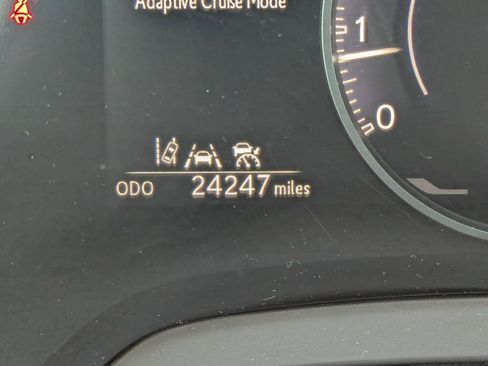 Adaptive Cruise Mode
1
0
ODO 24247 miles